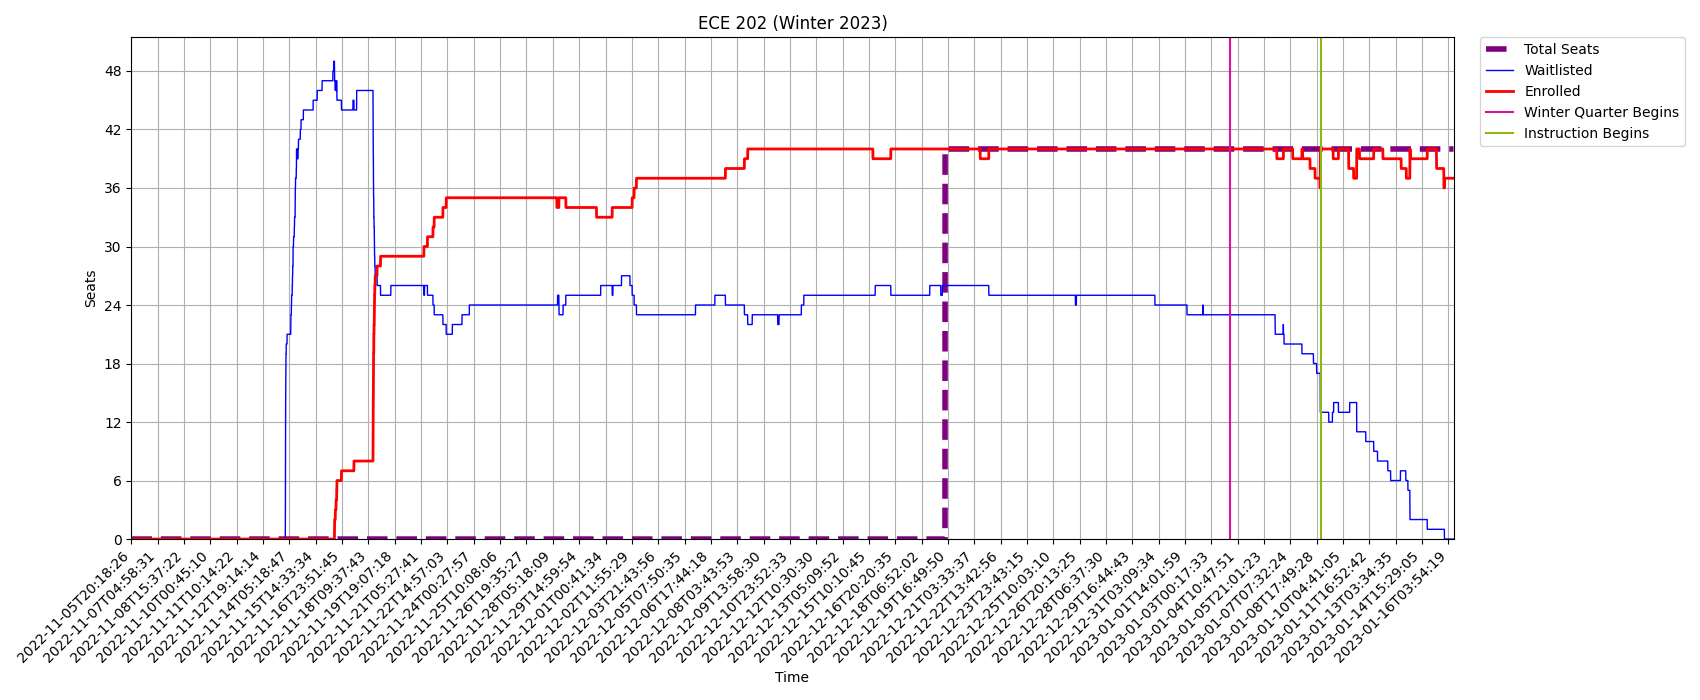 ECE 202 (Winter 2023)
Total Seats
Waitlisted
Enrolled
Winter Quarter Begins
Instruction Begins
Seats
48
42
36
30
24
18
12
6
0
2022-11-05T20:18:26
2022-11-07T04:58:31
2022-11-08T15:37:22
2022-11-10T00:45:10
2022-11-11T10:14:22
2022-11-12T19:14:14
2022-11-14T05:18:47
2022-11-15T14:33:34
2022-11-16T23:51:45
2022-11-18T09:37:43
2022-11-19T19:07:18
2022-11-21T05:27:41
2022-11-22T14:57:03
2022-11-24T00:27:57
2022-11-25T10:08:06
2022-11-26T19:35:27
2022-11-28T05:18:09
2022-11-29T14:59:54
2022-12-01T00:41:34
2022-12-02T11:55:29
2022-12-03T21:43:56
2022-12-05T07:50:35
2022-12-06T17:44:18
2022-12-08T03:43:53
2022-12-09T13:58:30
2022-12-10T23:52:33
2022-12-12T10:30:30
2022-12-13T05:09:52
2022-12-15T10:10:45
2022-12-16T20:20:35
2022-12-18T06:52:02
2022-12-19T16:49:50
2022-12-21T03:33:37
2022-12-22T13:42:56
2022-12-23T23:43:15
2022-12-25T10:03:10
2022-12-26T20:13:25
2022-12-28T06:37:30
2022-12-29T16:44:43
2022-12-31T03:09:34
2023-01-01T14:01:59
2023-01-03T00:17:33
2023-01-04T10:47:51
2023-01-05T21:01:23
2023-01-07T07:32:24
2023-01-08T17:49:28
2023-01-10T04:41:05
2023-01-11T16:52:42
2023-01-13T03:34:35
2023-01-14T15:29:05
2023-01-16T03:54:19
Time